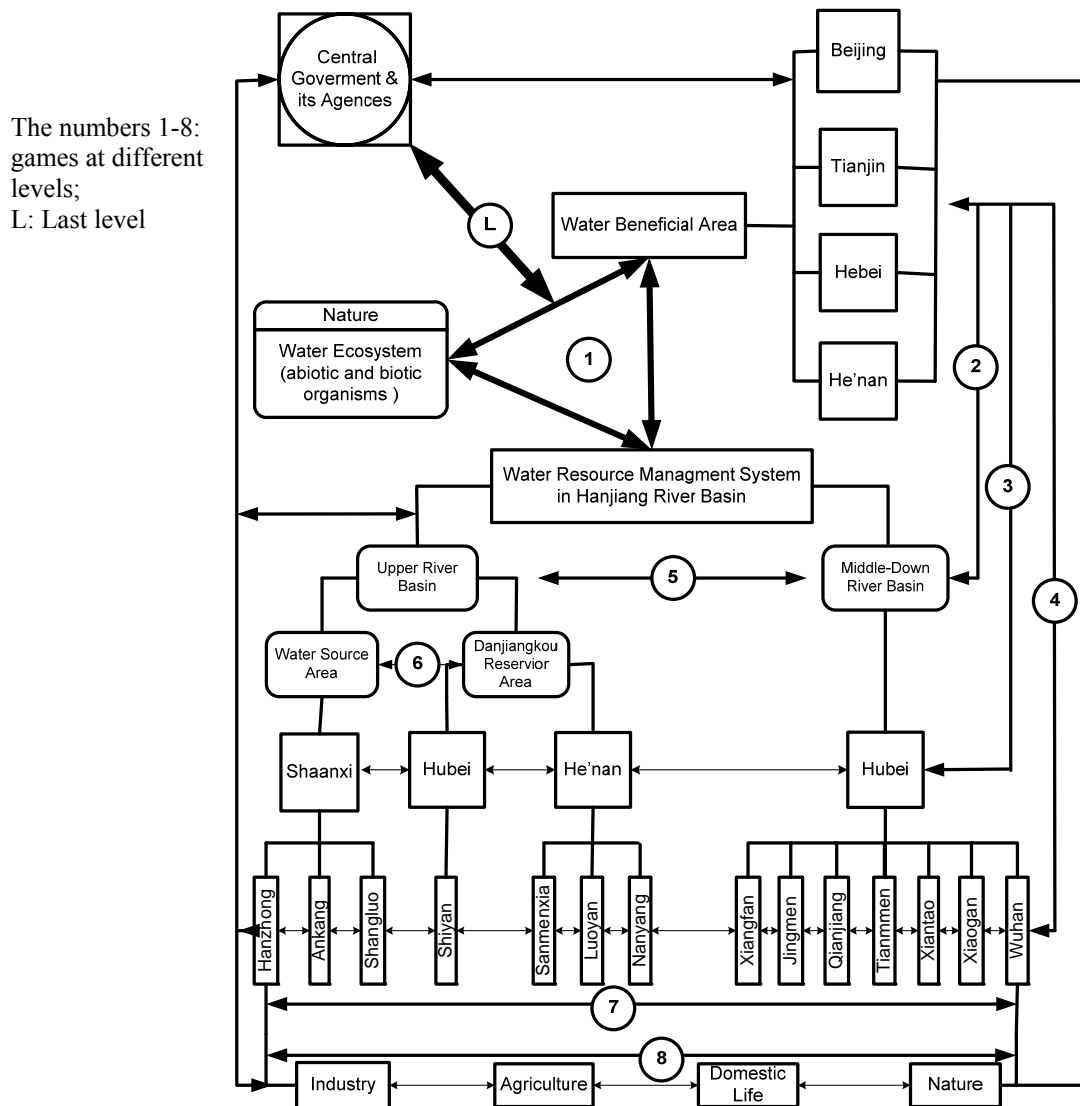 The numbers 1-8:
games at different
levels;
L: Last level
Central
Goverment &
its Agences
Beijing
Tianjin
Hebei
He'nan
Water Beneficial Area
L
Nature
Water Ecosystem
(abiotic and biotic
organisms )
1
2
3
4
Water Resource Managment System
in Hanjiang River Basin
Upper River
Basin
5
Middle-Down
River Basin
Water Source
Area
6
Danjiangkou
Reservior
Area
Shaanxi
Hubei
He'nan
Hubei
Hanzhong
Ankang
Shangluo
Shiyan
Sanmenxia
Luoyan
Nanyang
Xiangfan
Jingmen
Qianjiang
Tianmmen
Xiantao
Xiaogan
Wuhan
7
8
Industry
Agriculture
Domestic
Life
Nature